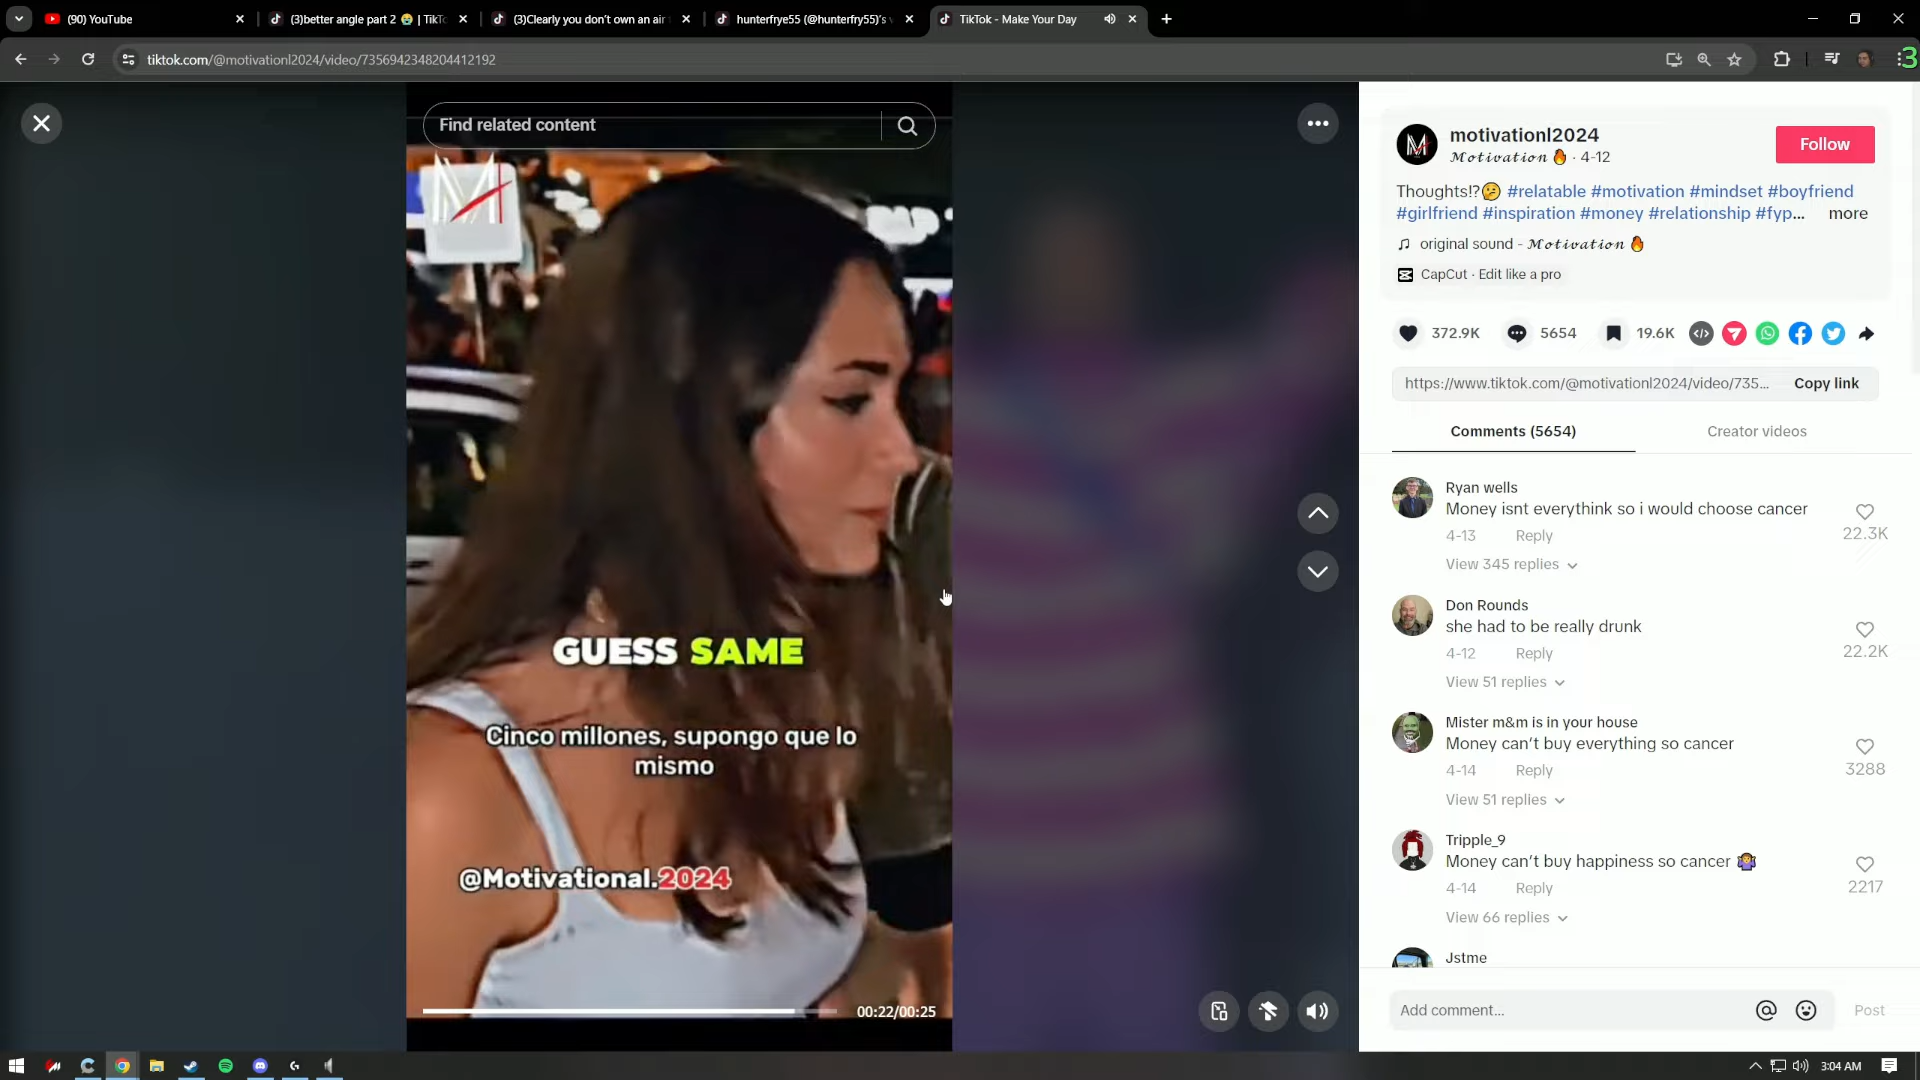 (90) YouTube
(3)better angle part 2 😭 | TikT
(3)Clearly you don't own an air
hunterfrye55 (@hunterfry55)'s v
TikTok - Make Your Day
tiktok.com/@motivationl2024/video/7356942348204412192
3
Find related content
M
GUESS SAME
Cinco millones, supongo que lo
mismo
@Motivational.2024
00:22/00:25
motivationl2024
Motivation 🔥 · 4-12
Follow
Thoughts!?🤔 #relatable #motivation #mindset #boyfriend
#girlfriend #inspiration #money #relationship #fyp... more
original sound - Motivation 🔥
CapCut · Edit like a pro
372.9K
5654
19.6K
https://www.tiktok.com/@motivationl2024/video/735...
Copy link
Comments (5654)
Creator videos
Ryan wells
Money isnt everythink so i would choose cancer
4-13 Reply
22.3K
View 345 replies
Don Rounds
she had to be really drunk
4-12 Reply
22.2K
View 51 replies
Mister m&m is in your house
Money can't buy everything so cancer
4-14 Reply
3288
View 51 replies
Tripple_9
Money can't buy happiness so cancer 🤷
4-14 Reply
2217
View 66 replies
Jstme
Add comment...
Post
3:04 AM